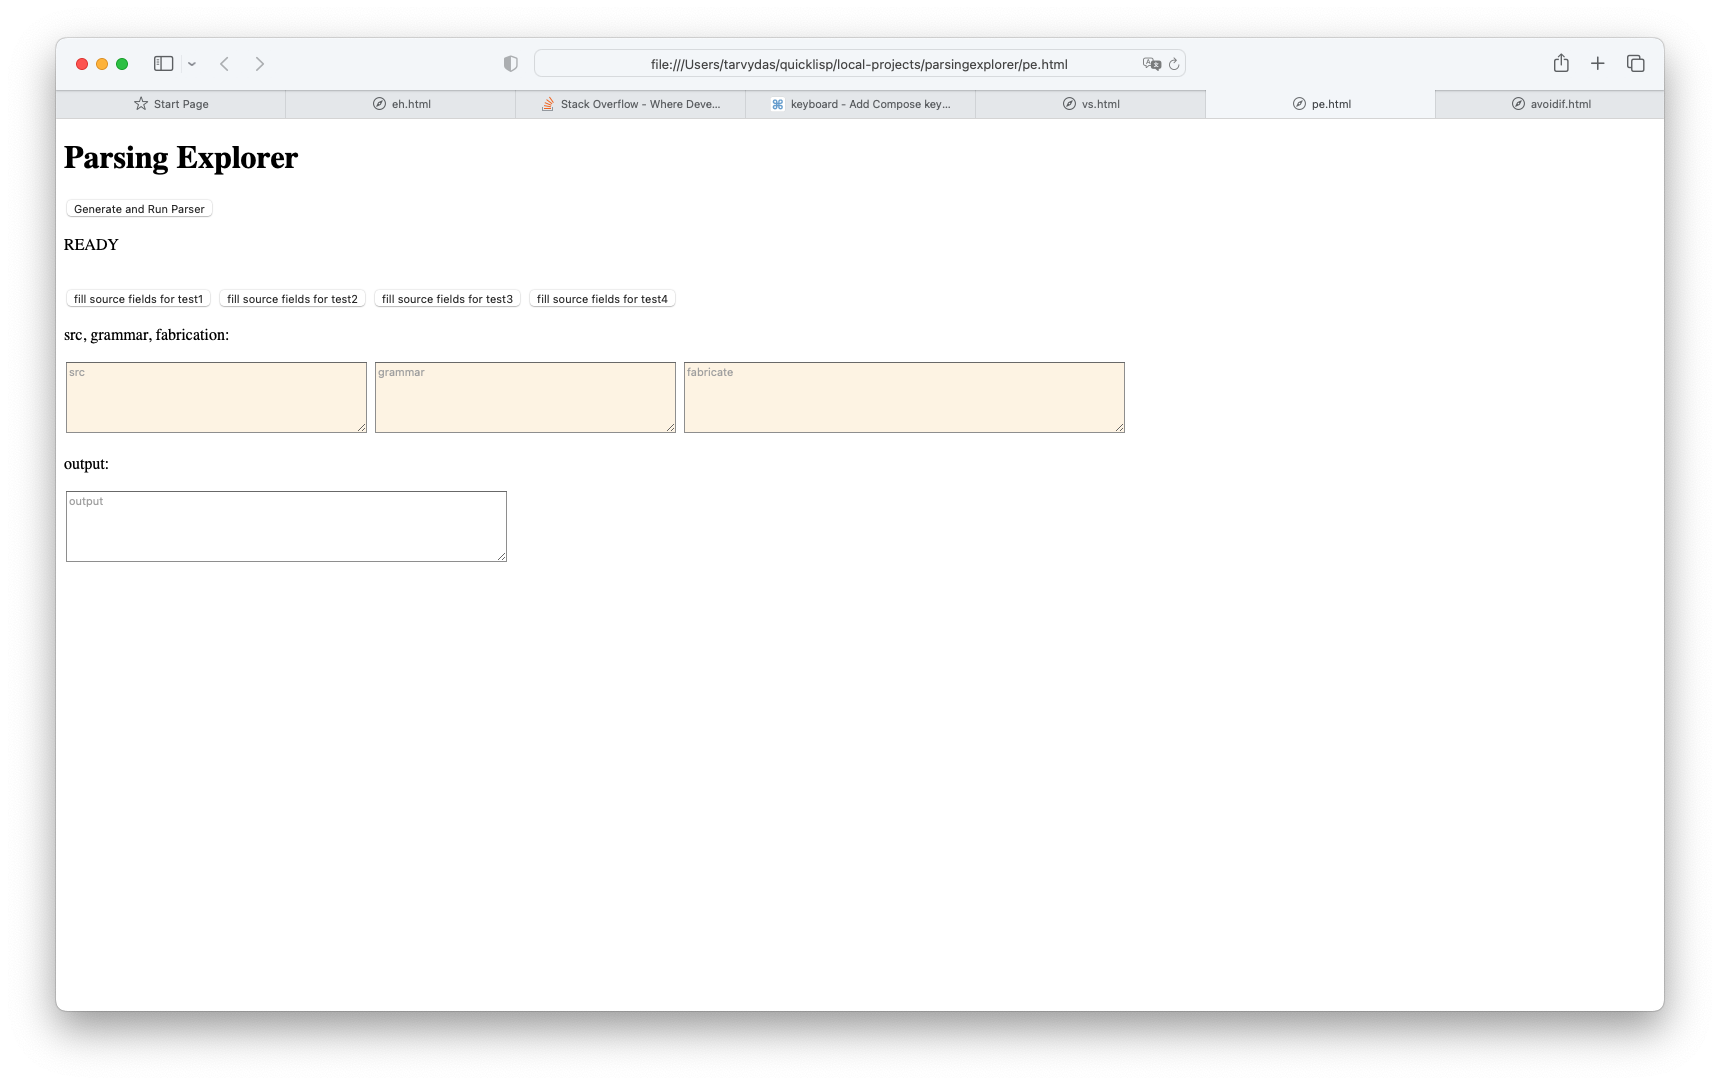 file:///Users/tarvydas/quicklisp/local-projects/parsingexplorer/pe.html
Start Page
eh.html
Stack Overflow - Where Deve...
keyboard - Add Compose key...
vs.html
pe.html
avoidif.html
Parsing Explorer
Generate and Run Parser
READY
fill source fields for test1
fill source fields for test2
fill source fields for test3
fill source fields for test4
src, grammar, fabrication:
src
grammar
fabricate
output:
output